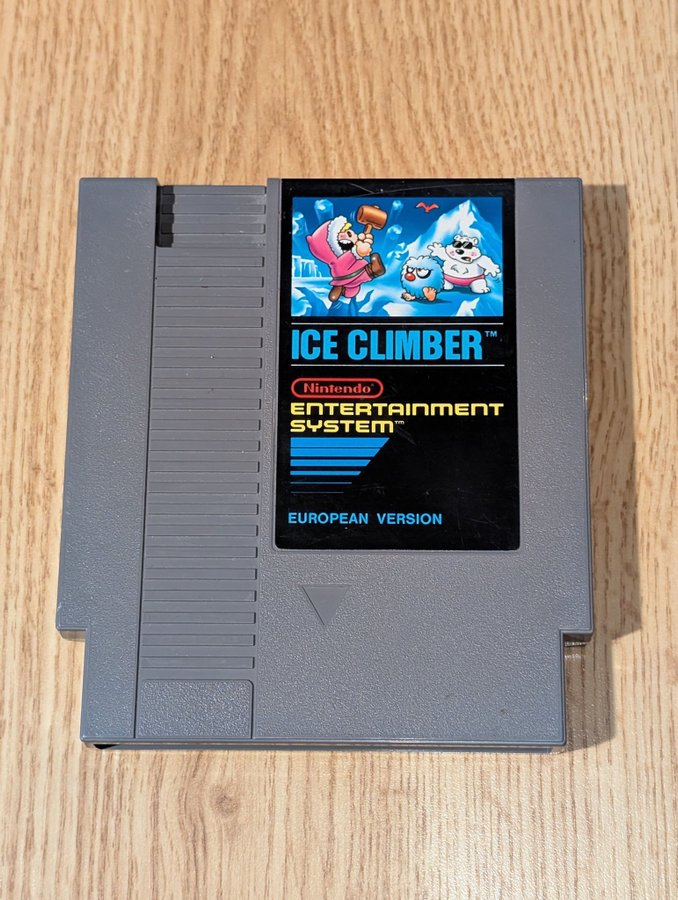 ICE CLIMBER™
Nintendo®
ENTERTAINMENT
SYSTEM™
EUROPEAN VERSION